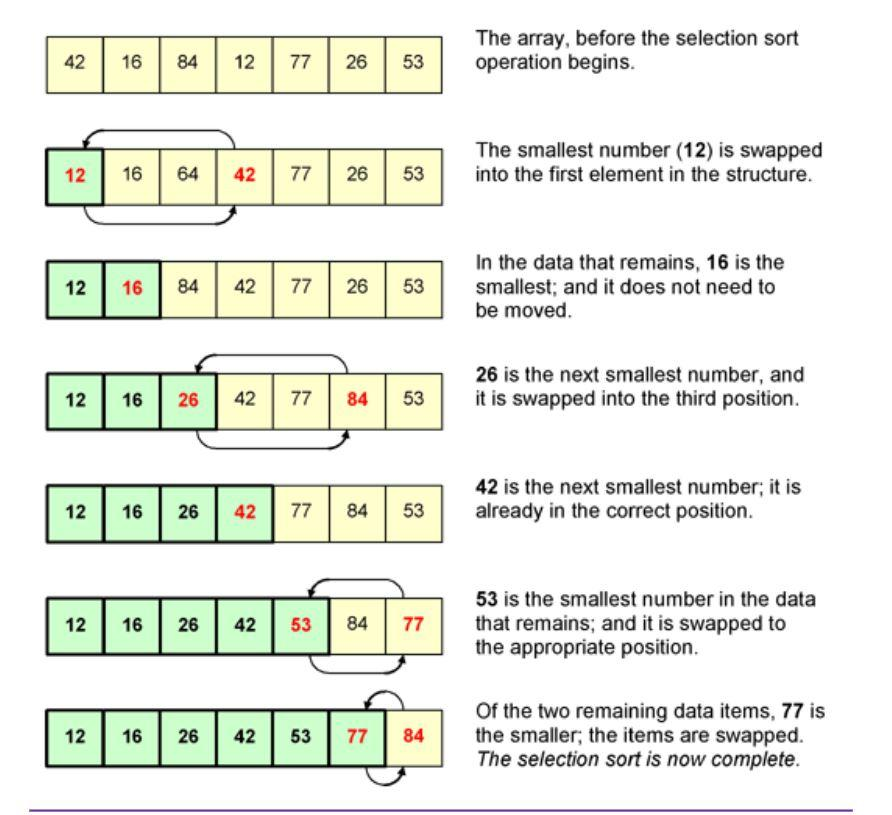 42 16 84 12 77 26 53
The array, before the selection sort
operation begins.
12 16 64 42 77 26 53
The smallest number (12) is swapped
into the first element in the structure.
12 16 84 42 77 26 53
In the data that remains, 16 is the
smallest; and it does not need to
be moved.
12 16 26 42 77 84 53
26 is the next smallest number, and
it is swapped into the third position.
12 16 26 42 77 84 53
42 is the next smallest number; it is
already in the correct position.
12 16 26 42 53 84 77
53 is the smallest number in the data
that remains; and it is swapped to
the appropriate position.
12 16 26 42 53 77 84
Of the two remaining data items, 77 is
the smaller; the items are swapped.
The selection sort is now complete.